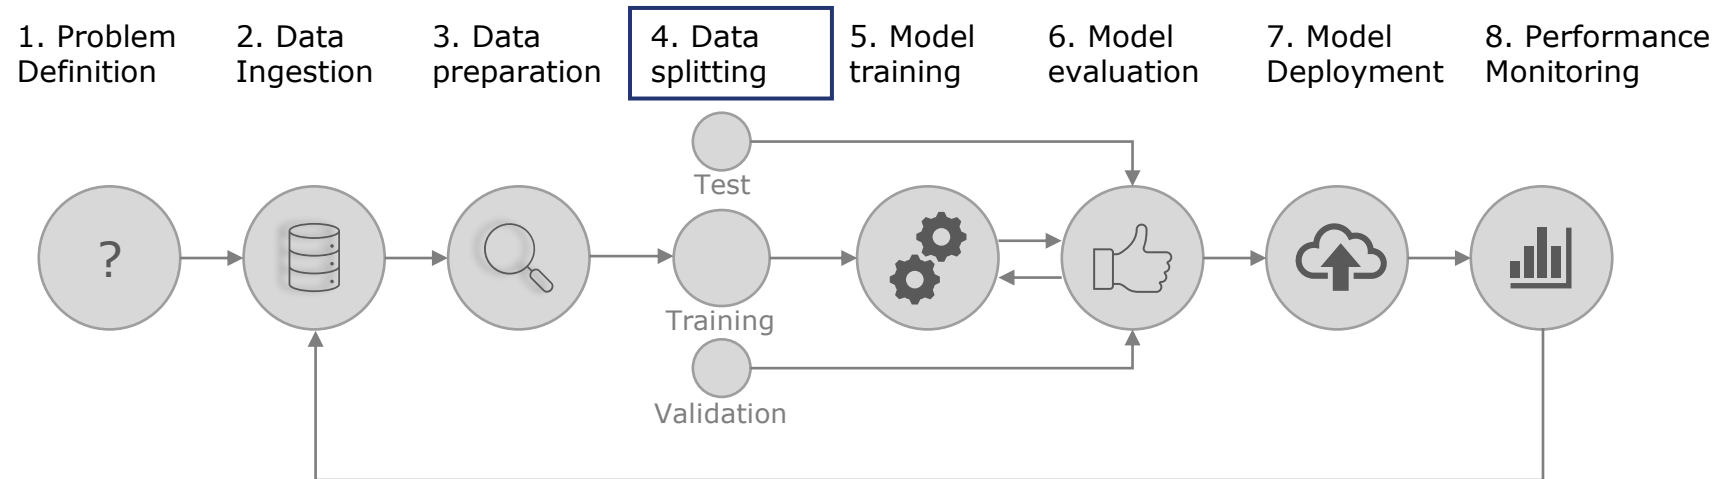 1. Problem
Definition
2. Data
Ingestion
3. Data
preparation
4. Data
splitting
5. Model
training
6. Model
evaluation
7. Model
Deployment
8. Performance
Monitoring
Test
?
Training
Validation